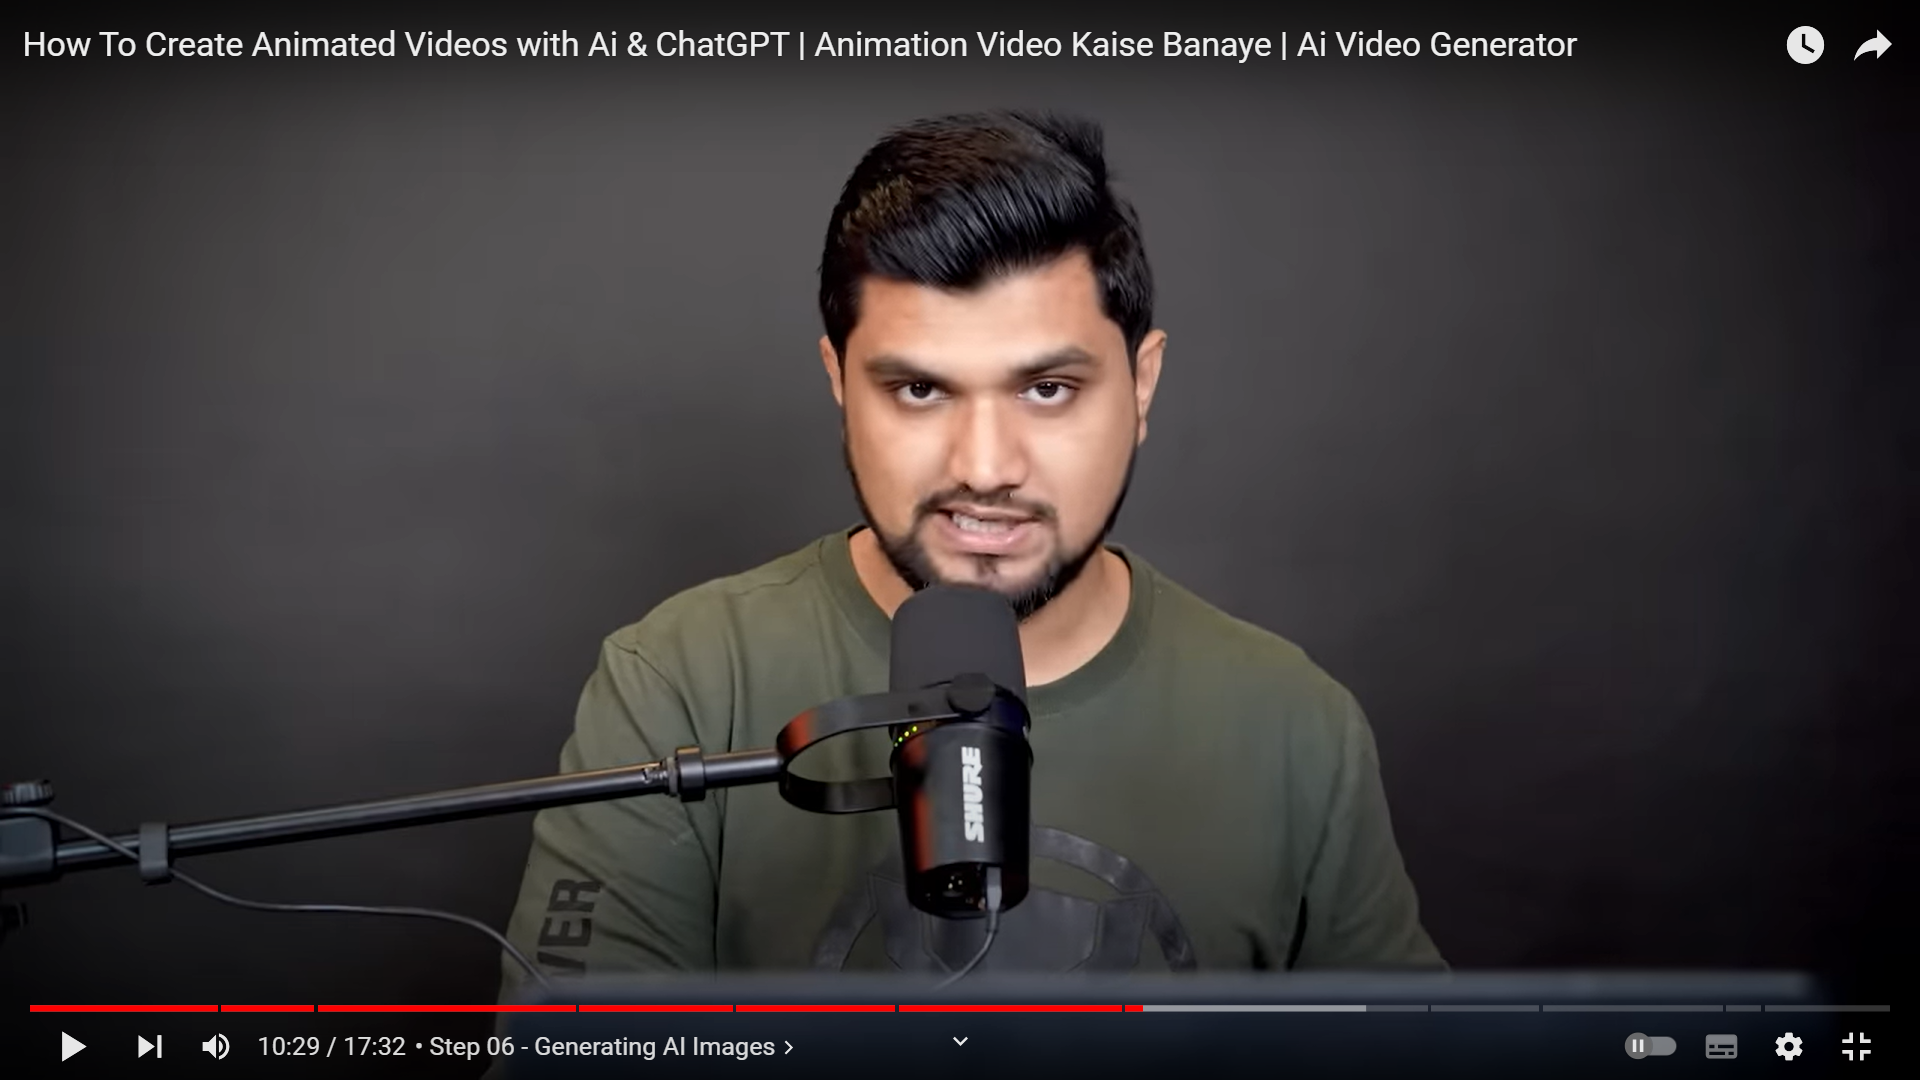 How To Create Animated Videos with Ai & ChatGPT | Animation Video Kaise Banaye | Ai Video Generator
SHURE
VER
10:29 / 17:32 • Step 06 - Generating AI Images